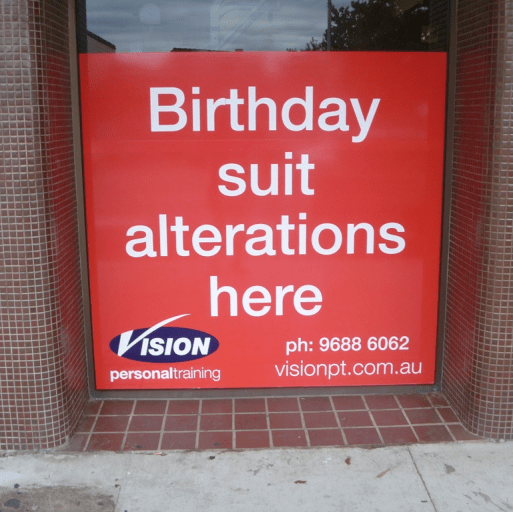 Birthday
suit
alterations
here
VISION
personaltraining
ph: 9688 6062
visionpt.com.au